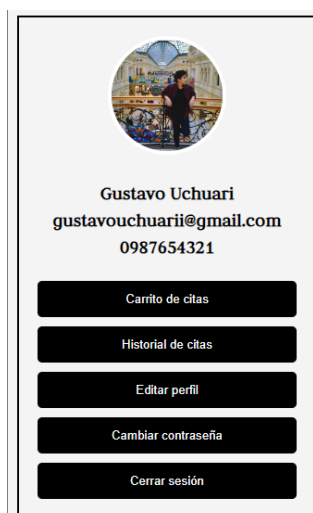 Gustavo Uchuari
gustavouchuarii@gmail.com
0987654321
Carrito de citas
Historial de citas
Editar perfil
Cambiar contraseña
Cerrar sesión